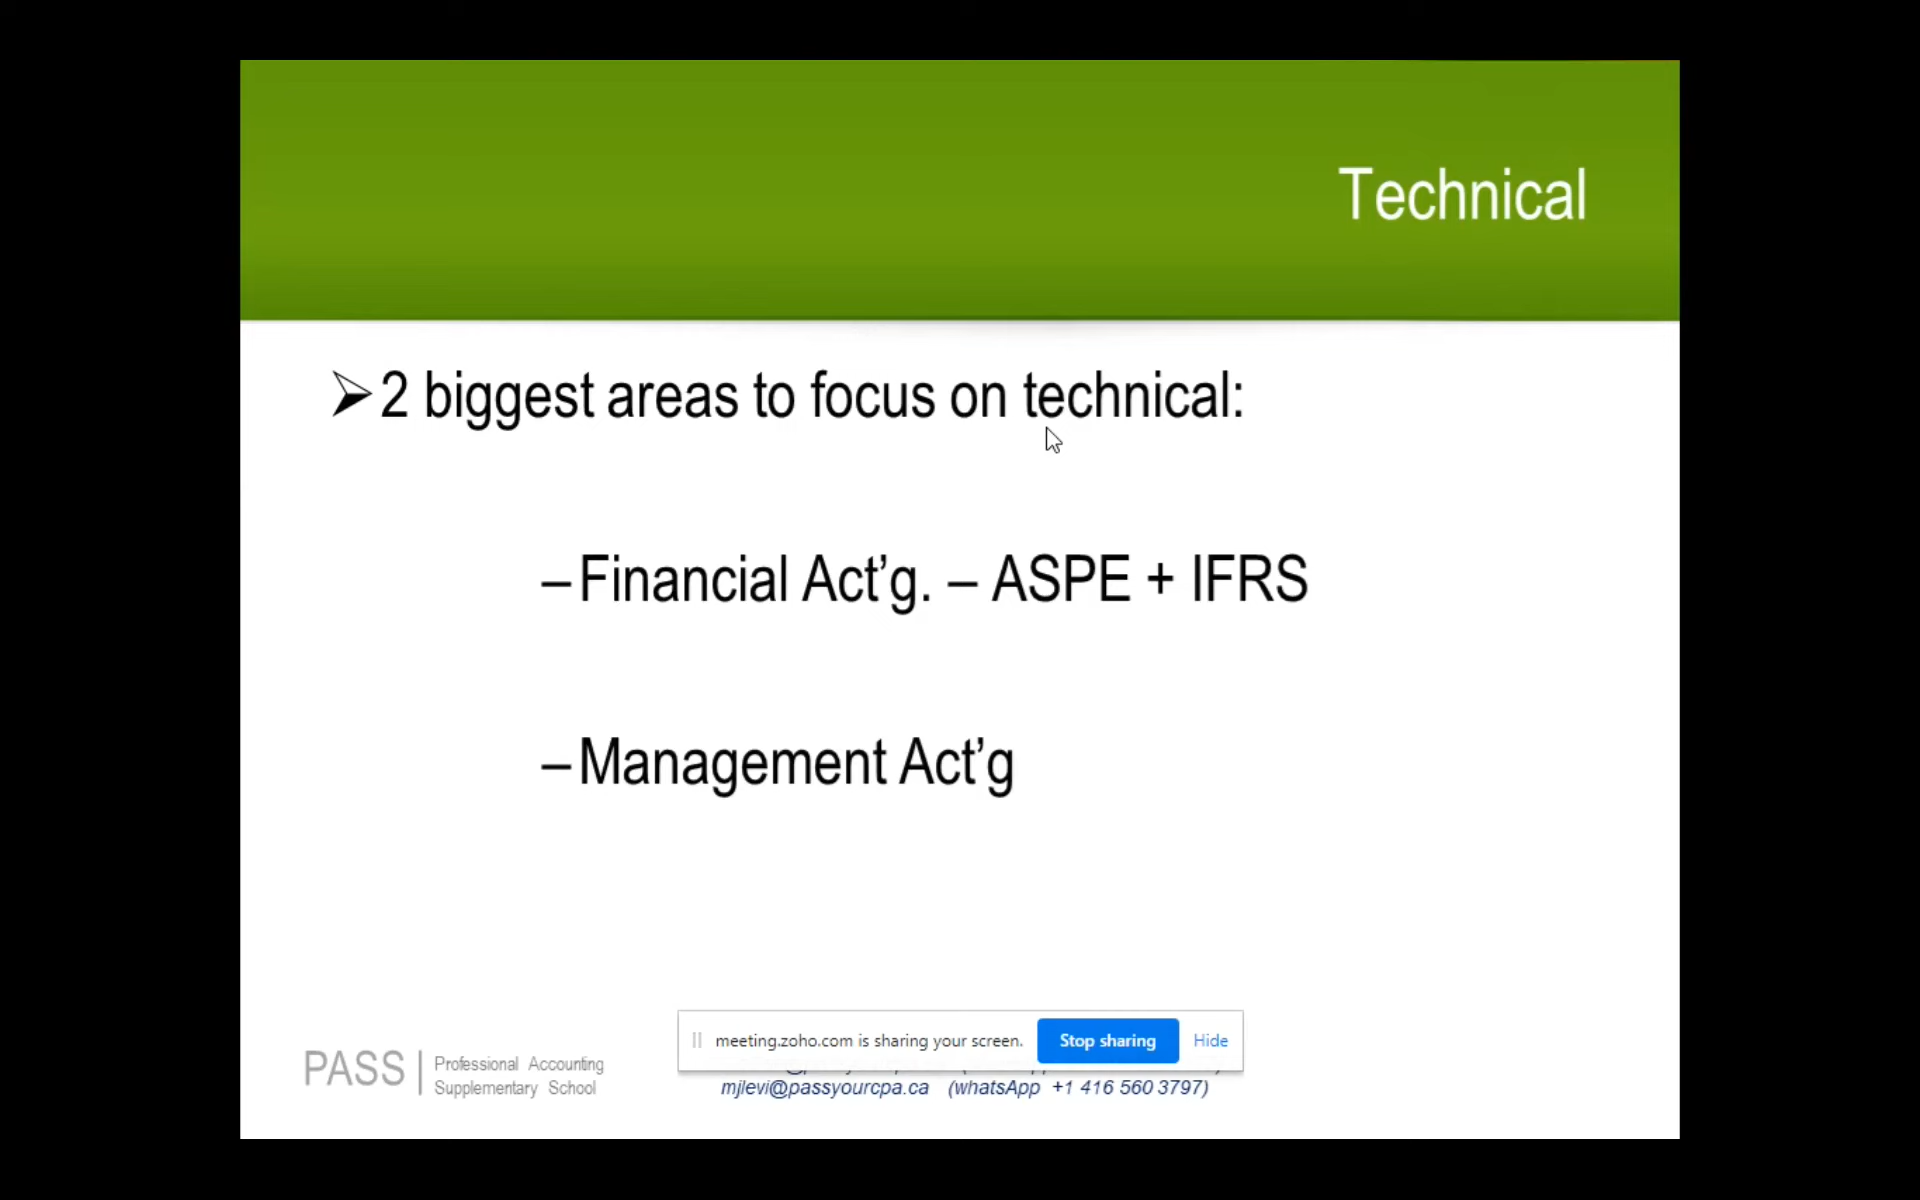 Technical
➢2 biggest areas to focus on technical:
–Financial Act’g. – ASPE + IFRS
–Management Act’g
meeting.zoho.com is sharing your screen. Stop sharing Hide
PASS | Professional Accounting
Supplementary School
mjlevi@passyourcpa.ca (whatsApp +1 416 560 3797)